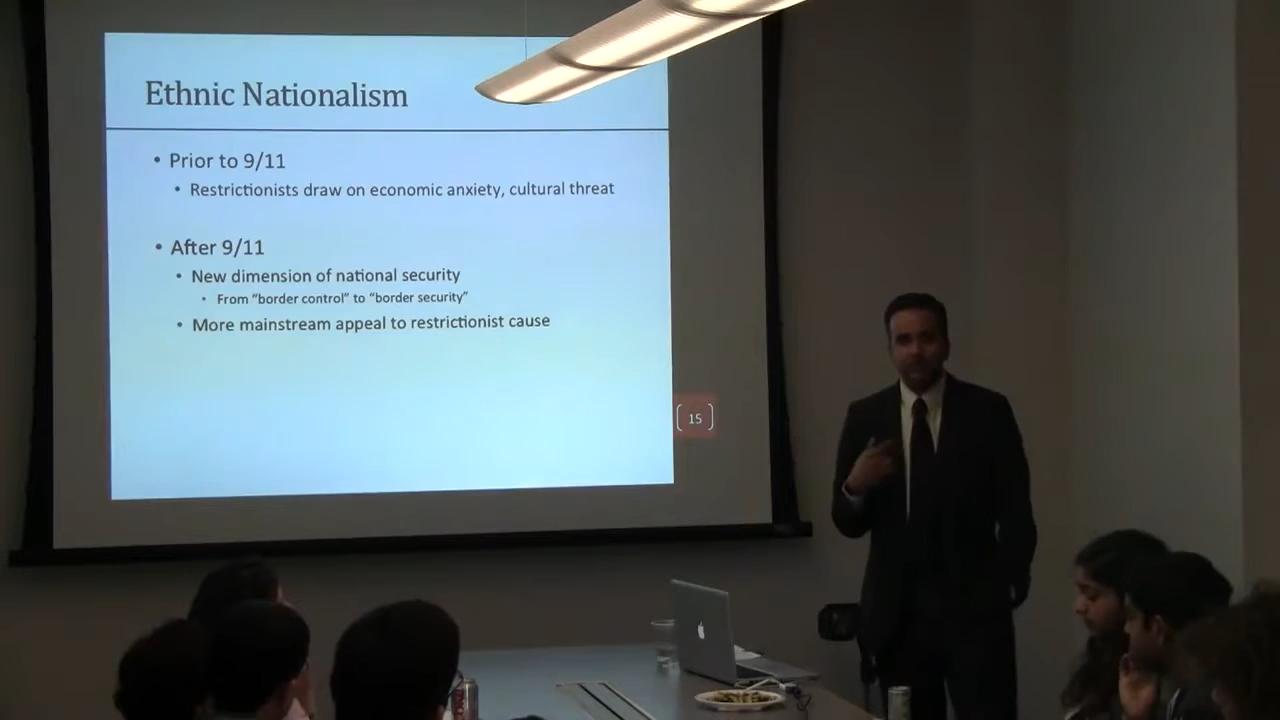 Ethnic Nationalism
• Prior to 9/11
• Restrictionists draw on economic anxiety, cultural threat
• After 9/11
• New dimension of national security
• From “border control” to “border security”
• More mainstream appeal to restrictionist cause
[ 15 ]